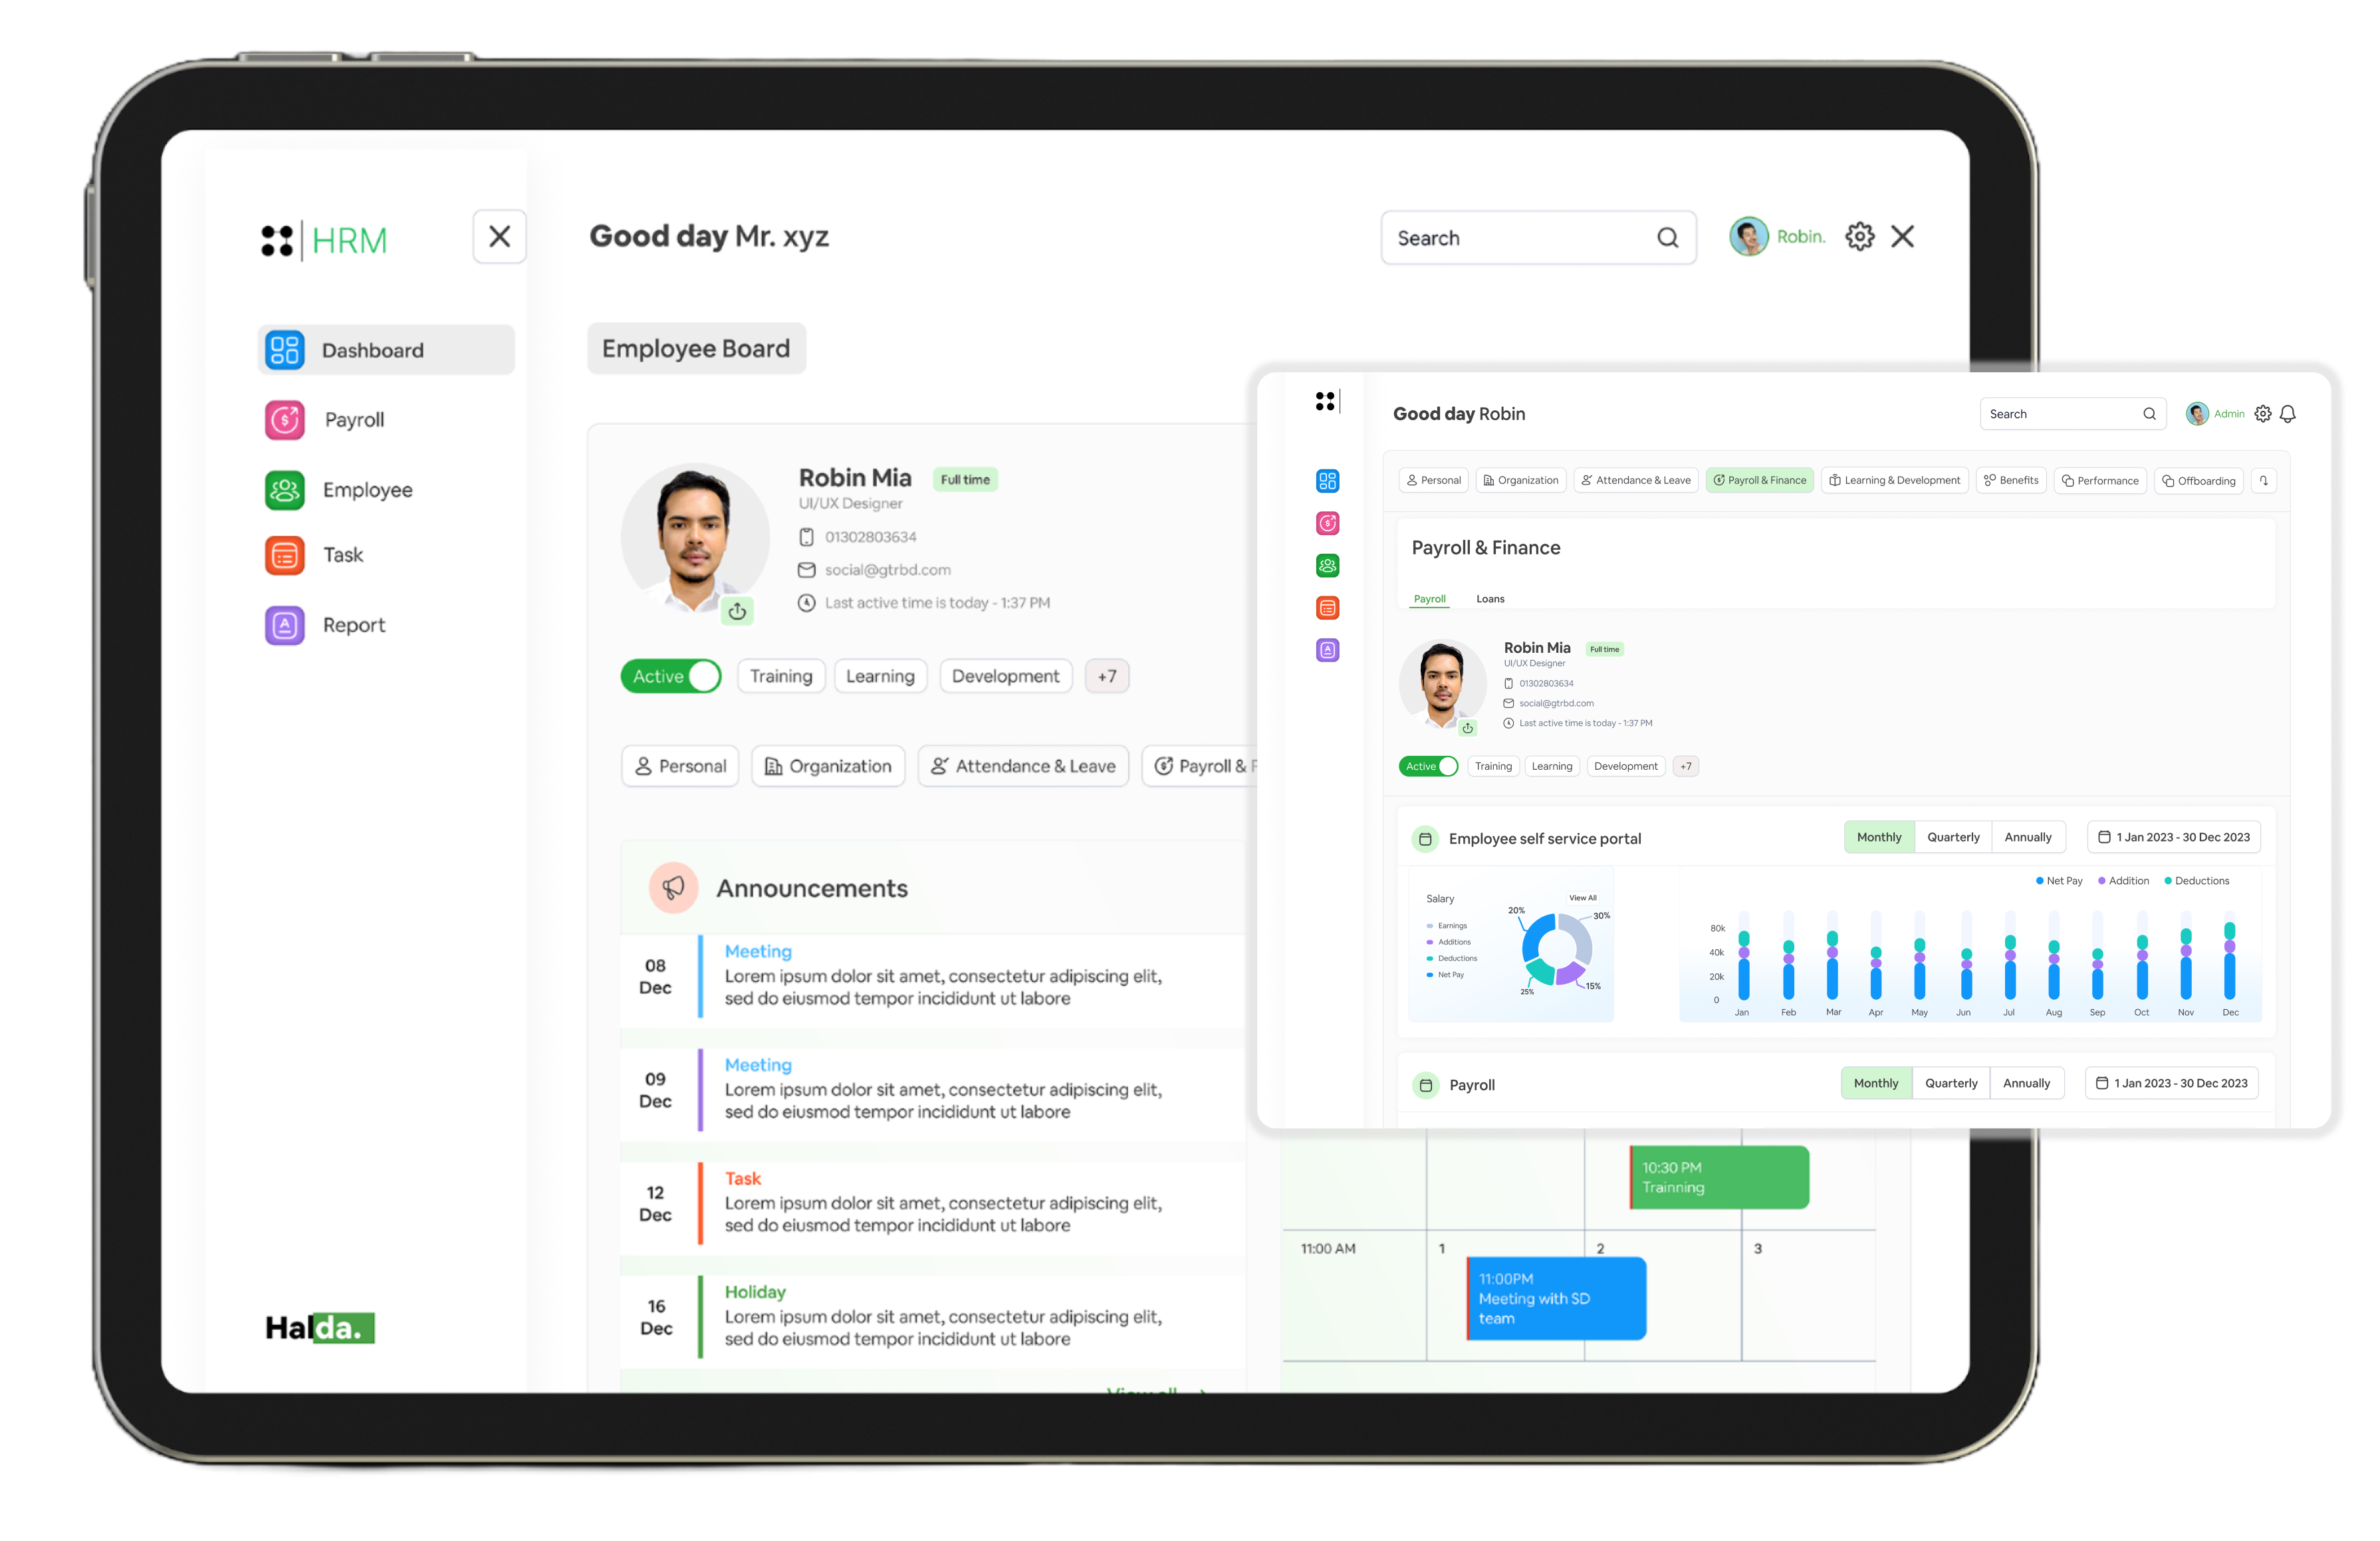 HRM
Good day Mr. xyz
Search
Robin.
Dashboard
Payroll
Employee
Task
Report
Halda.
Employee Board
Robin Mia
Full time
UI/UX Designer
01302803634
social@gtrbd.com
Last active time is today - 1:37 PM
Active
Training
Learning
Development
+7
Personal
Organization
Attendance & Leave
Payroll & F
Announcements
08 Dec
Meeting
Lorem ipsum dolor sit amet, consectetur adipiscing elit,
sed do eiusmod tempor incididunt ut labore
09 Dec
Meeting
Lorem ipsum dolor sit amet, consectetur adipiscing elit,
sed do eiusmod tempor incididunt ut labore
12 Dec
Task
Lorem ipsum dolor sit amet, consectetur adipiscing elit,
sed do eiusmod tempor incididunt ut labore
16 Dec
Holiday
Lorem ipsum dolor sit amet, consectetur adipiscing elit,
sed do eiusmod tempor incididunt ut labore
View all
Good day Robin
Search
Admin
Personal
Organization
Attendance & Leave
Payroll & Finance
Learning & Development
Benefits
Performance
Offboarding
Payroll & Finance
Payroll
Loans
Robin Mia
Full time
UI/UX Designer
01302803634
social@gtrbd.com
Last active time is today - 1:37 PM
Active
Training
Learning
Development
+7
Employee self service portal
Monthly
Quarterly
Annually
1 Jan 2023 - 30 Dec 2023
Salary
View All
Earnings
Additions
Deductions
Net Pay
20%
30%
25%
15%
Net Pay
Addition
Deductions
80k
40k
20k
0
Jan
Feb
Mar
Apr
May
Jun
Jul
Aug
Sep
Oct
Nov
Dec
Payroll
Monthly
Quarterly
Annually
1 Jan 2023 - 30 Dec 2023
10:30 PM
Trainning
11:00 AM
1
2
3
11:00PM
Meeting with SD
team